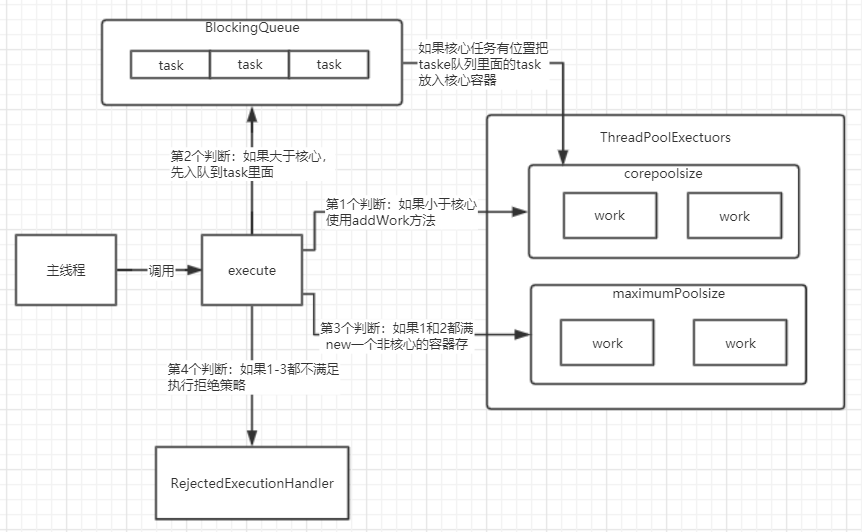 BlockingQueue
task
task
task
如果核心任务有位置把
taske队列里面的task
放入核心容器
ThreadPoolExectuors
第2个判断：如果大于核心，
先入队到task里面
corepoolsize
work
work
第1个判断：如果小于核心
使用addWork方法
主线程
调用
execute
maximumPoolsize
work
work
第3个判断：如果1和2都满
new一个非核心的容器存
第4个判断：如果1-3都不满足
执行拒绝策略
RejectedExecutionHandler